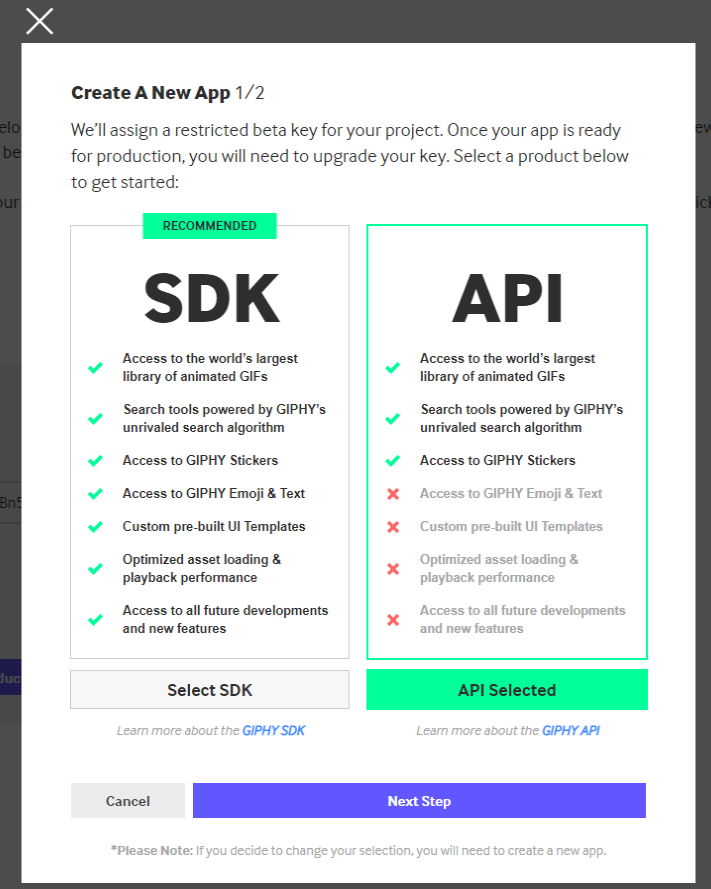 Create A New App 1/2
We'll assign a restricted beta key for your project. Once your app is ready
for production, you will need to upgrade your key. Select a product below
to get started:
RECOMMENDED
SDK
Access to the world's largest
library of animated GIFs
Search tools powered by GIPHY's
unrivaled search algorithm
Access to GIPHY Stickers
Access to GIPHY Emoji & Text
Custom pre-built UI Templates
Optimized asset loading &
playback performance
Access to all future developments
and new features
Select SDK
Learn more about the GIPHY SDK
API
Access to the world's largest
library of animated GIFs
Search tools powered by GIPHY's
unrivaled search algorithm
Access to GIPHY Stickers
Access to GIPHY Emoji & Text
Custom pre-built UI Templates
Optimized asset loading &
playback performance
Access to all future developments
and new features
API Selected
Learn more about the GIPHY API
Cancel
Next Step
*Please Note: If you decide to change your selection, you will need to create a new app.